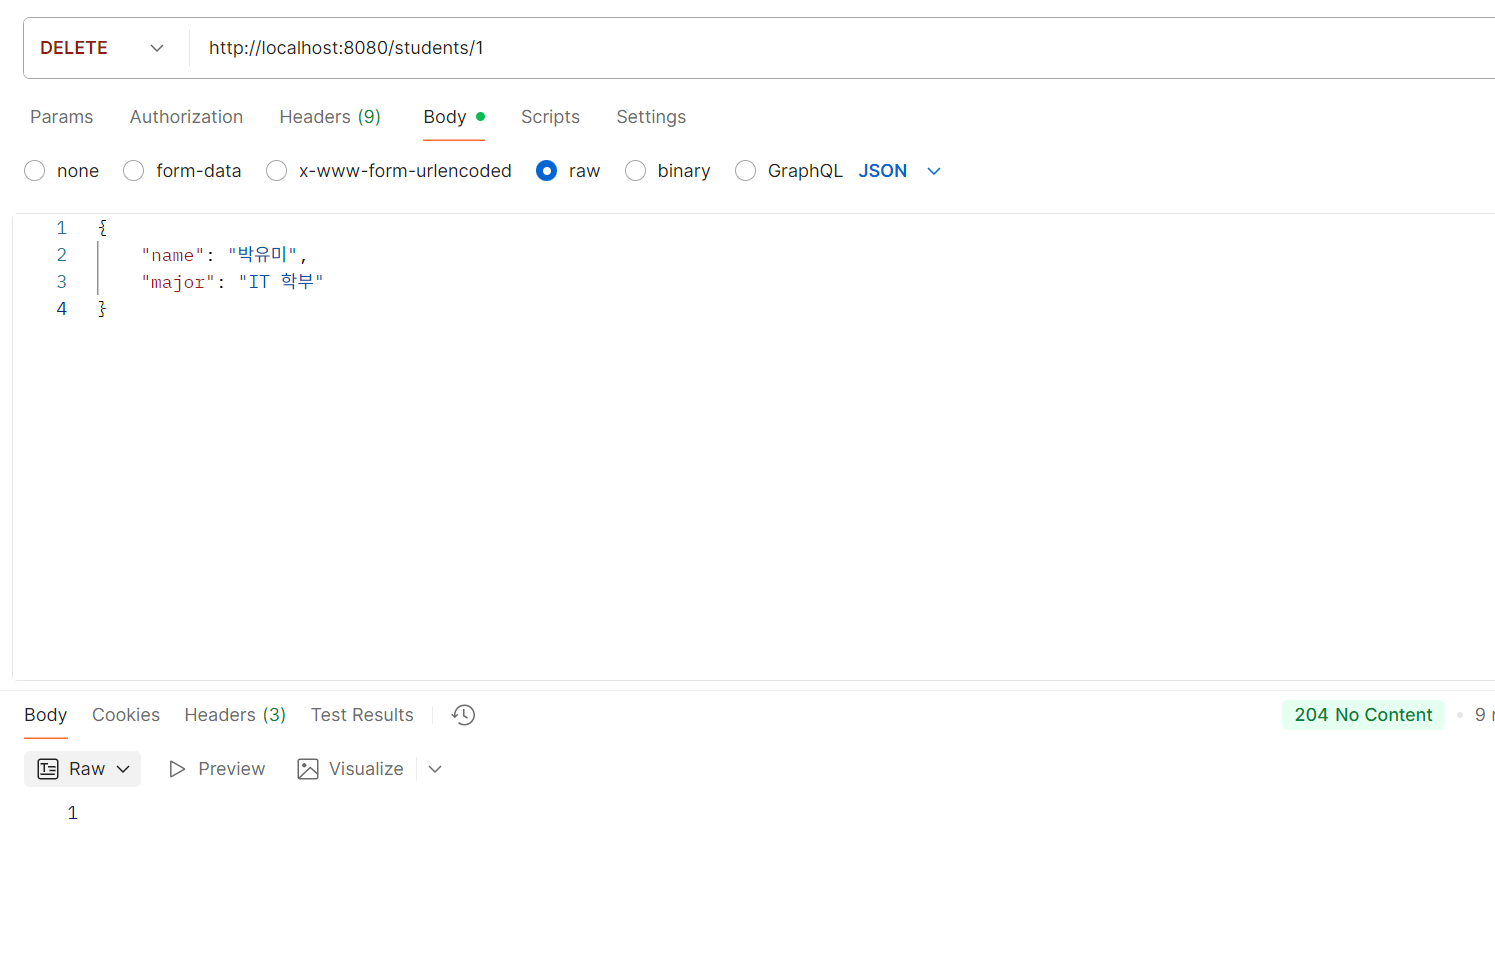 DELETE http://localhost:8080/students/1
Params Authorization Headers (9) Body Scripts Settings
none form-data x-www-form-urlencoded raw binary GraphQL JSON
1 {
2 "name": "박유미",
3 "major": "IT 학부"
4 }
Body Cookies Headers (3) Test Results 204 No Content 9
Raw Preview Visualize
1